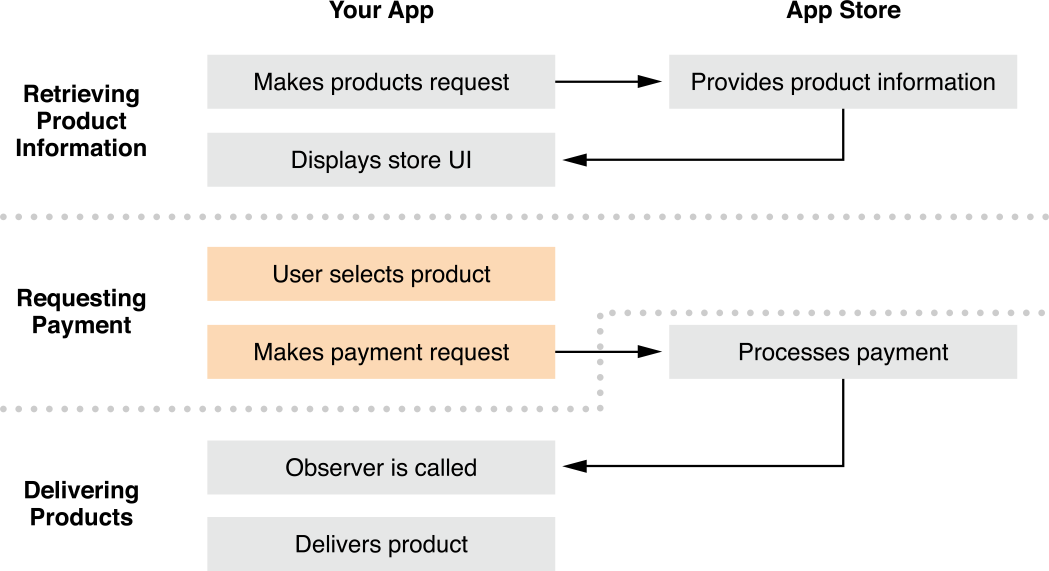 Your App
App Store
Retrieving
Product
Information
Makes products request
Provides product information
Displays store UI
Requesting
Payment
User selects product
Makes payment request
Processes payment
Delivering
Products
Observer is called
Delivers product